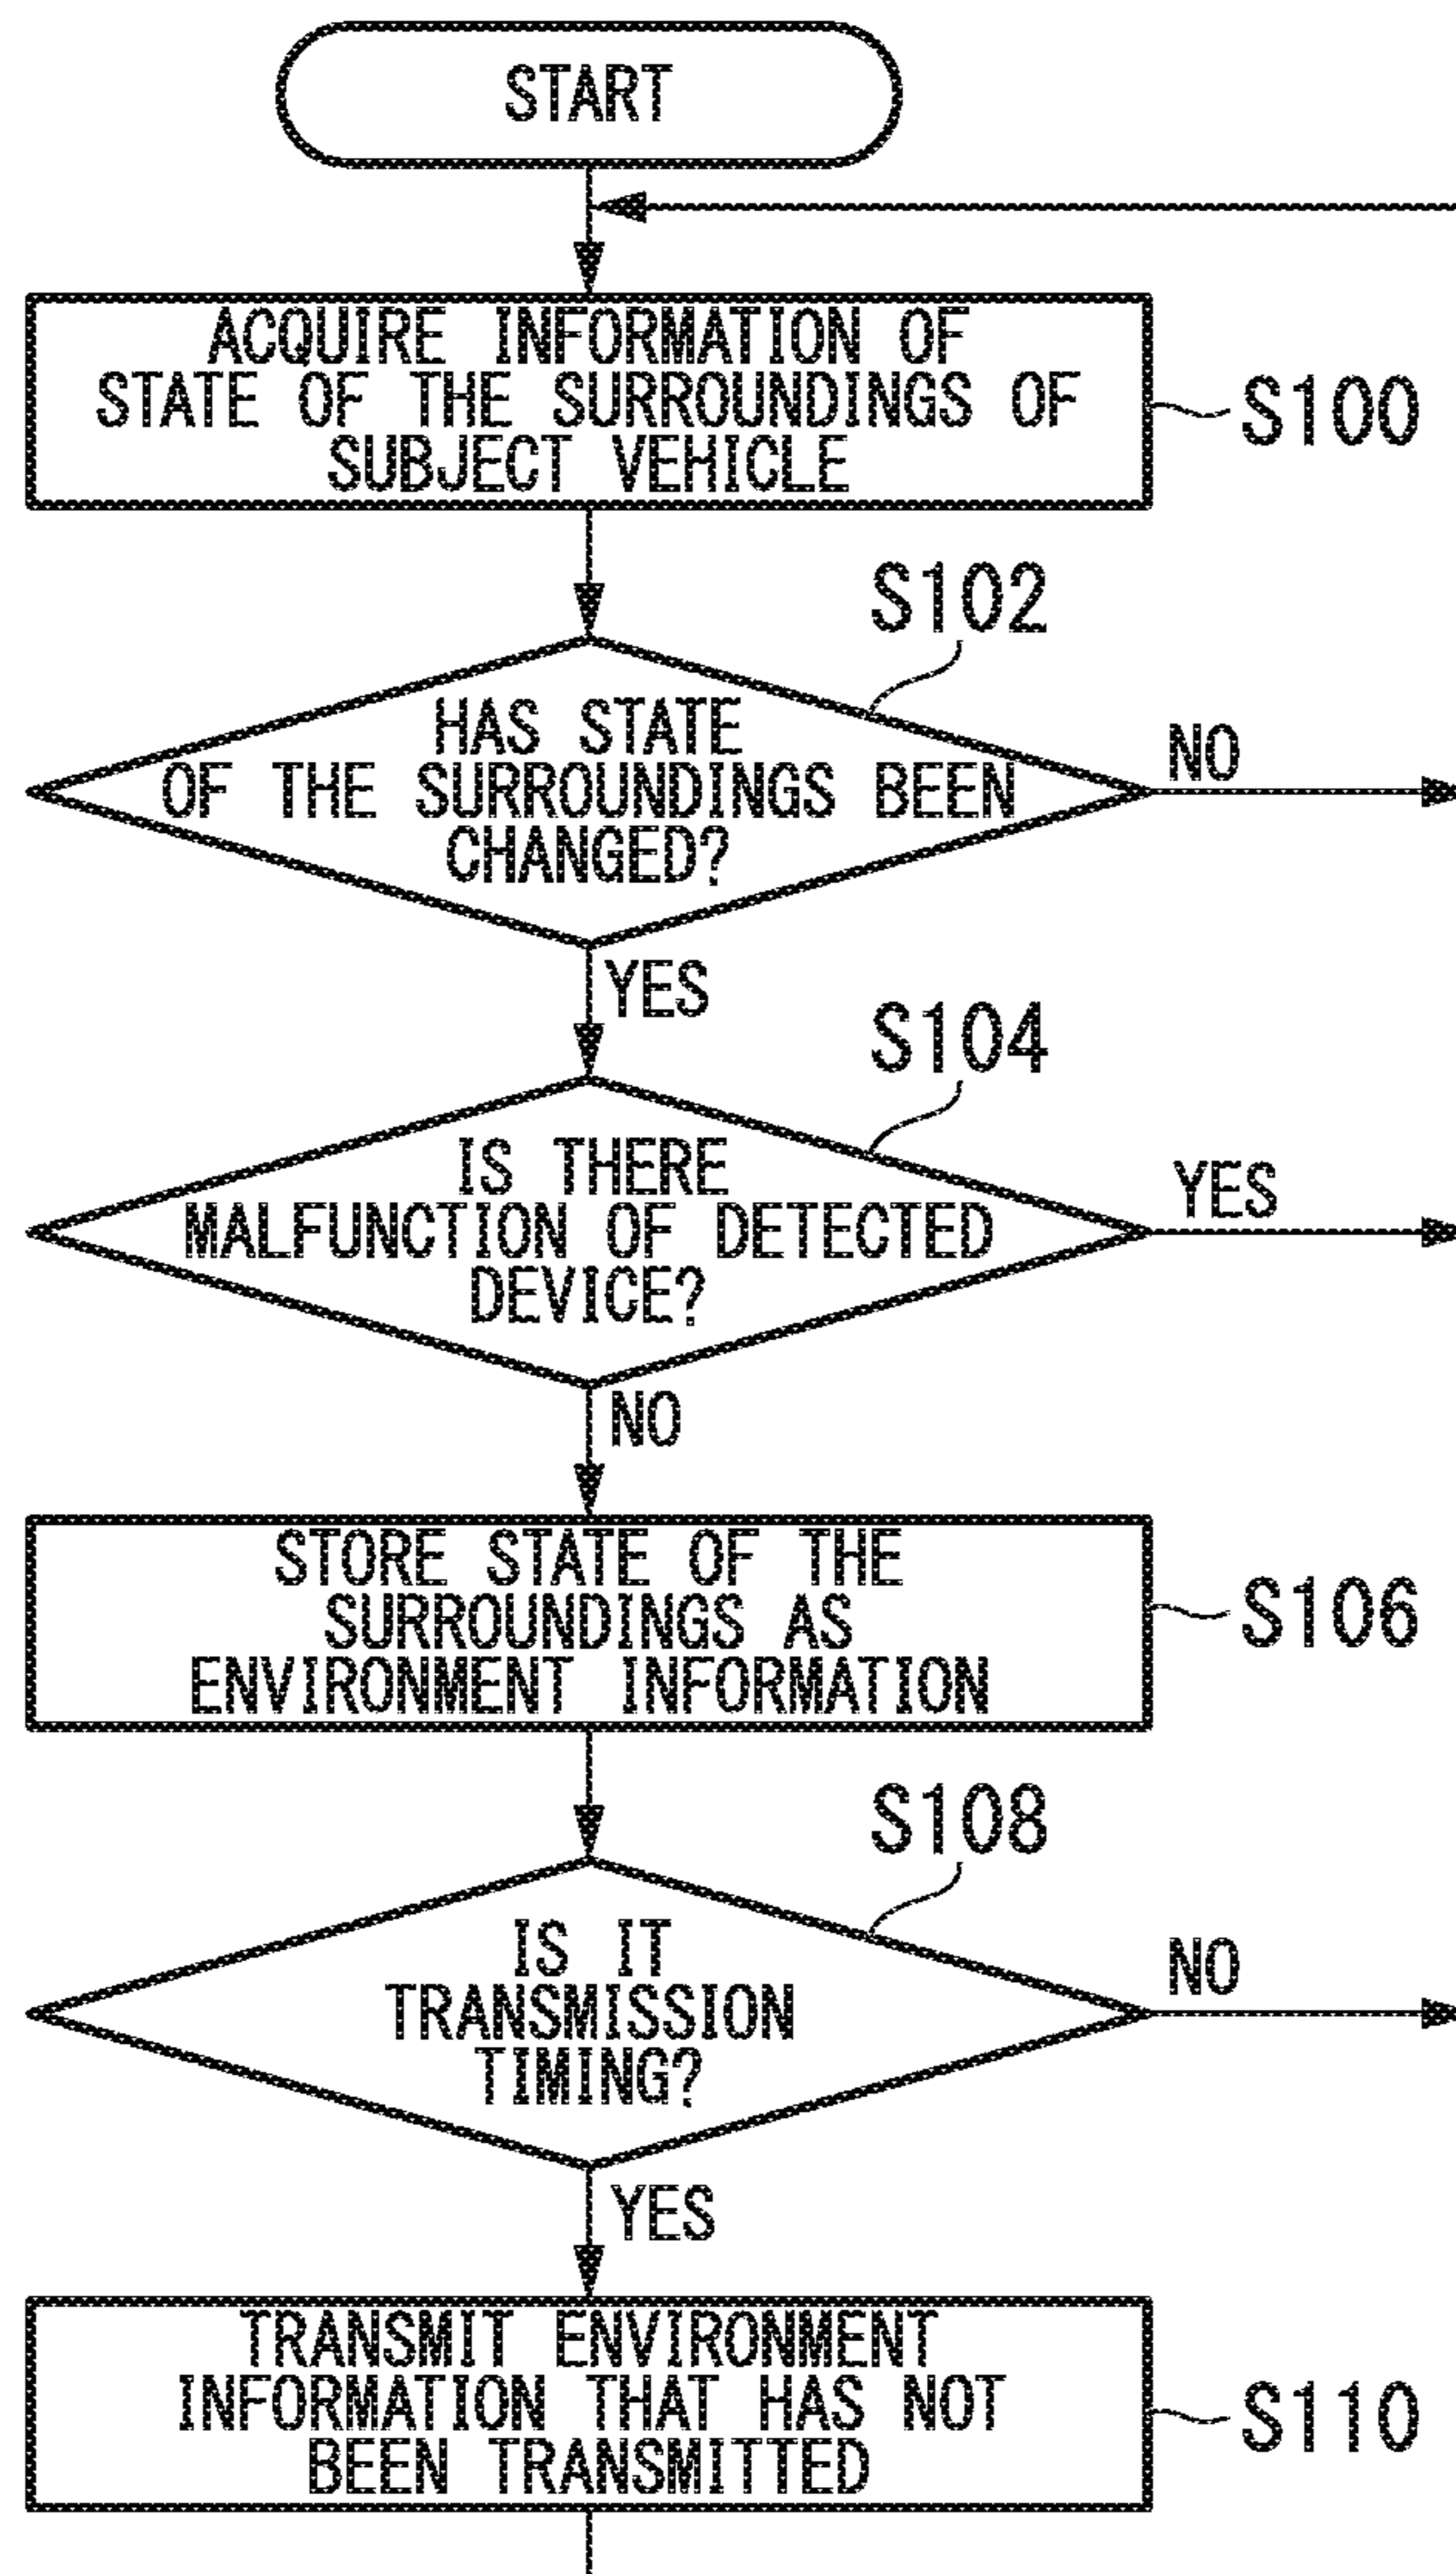 START
ACQUIRE INFORMATION OF
STATE OF THE SURROUNDINGS OF
SUBJECT VEHICLE
S100
S102
HAS STATE
OF THE SURROUNDINGS BEEN
CHANGED?
NO
YES
S104
IS THERE
MALFUNCTION OF DETECTED
DEVICE?
YES
NO
STORE STATE OF THE
SURROUNDINGS AS
ENVIRONMENT INFORMATION
S106
S108
IS IT
TRANSMISSION
TIMING?
NO
YES
TRANSMIT ENVIRONMENT
INFORMATION THAT HAS NOT
BEEN TRANSMITTED
S110